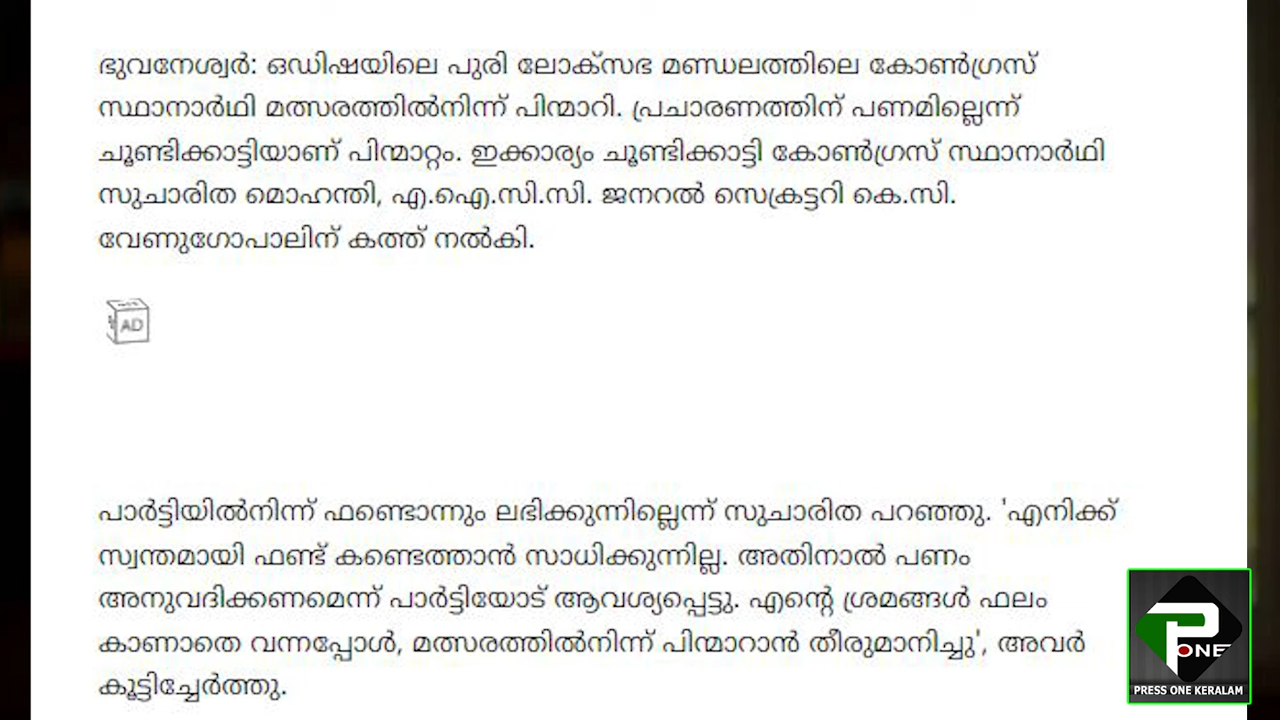 ഭുവനേശ്വർ: ഒഡിഷയിലെ പുരി ലോക്സഭ മണ്ഡലത്തിലെ കോൺഗ്രസ്
സ്ഥാനാർഥി മത്സരത്തിൽനിന്ന് പിന്മാറി. പ്രചാരണത്തിന് പണമില്ലെന്ന്
ചൂണ്ടിക്കാട്ടിയാണ് പിന്മാറ്റം. ഇക്കാര്യം ചൂണ്ടിക്കാട്ടി കോൺഗ്രസ് സ്ഥാനാർഥി
സുചാരിത മൊഹന്തി, എ.ഐ.സി.സി. ജനറൽ സെക്രട്ടറി കെ.സി.
വേണുഗോപാലിന് കത്ത് നൽകി.
AD
പാർട്ടിയിൽനിന്ന് ഫണ്ടൊന്നും ലഭിക്കുന്നില്ലെന്ന് സുചാരിത പറഞ്ഞു. 'എനിക്ക്
സ്വന്തമായി ഫണ്ട് കണ്ടെത്താൻ സാധിക്കുന്നില്ല. അതിനാൽ പണം
അനുവദിക്കണമെന്ന് പാർട്ടിയോട് ആവശ്യപ്പെട്ടു. എന്റെ ശ്രമങ്ങൾ ഫലം
കാണാതെ വന്നപ്പോൾ, മത്സരത്തിൽനിന്ന് പിന്മാറാൻ തീരുമാനിച്ചു', അവർ
കൂട്ടിച്ചേർത്തു.
P ONE
PRESS ONE KERALAM